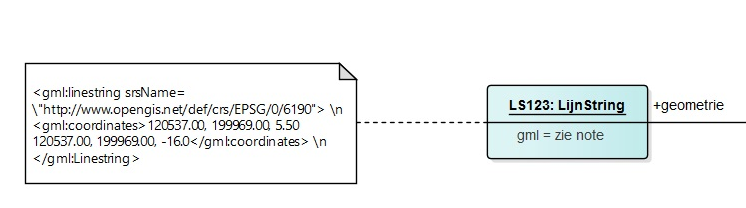 <gml:linestring srsName=
\"http://www.opengis.net/def/crs/EPSG/0/6190"> \n
<gml:coordinates>120537.00, 199969.00, 5.50
120537.00, 199969.00, -16.0</gml:coordinates> \n
</gml:Linestring>
LS123: LijnString
gml = zie note
+geometrie